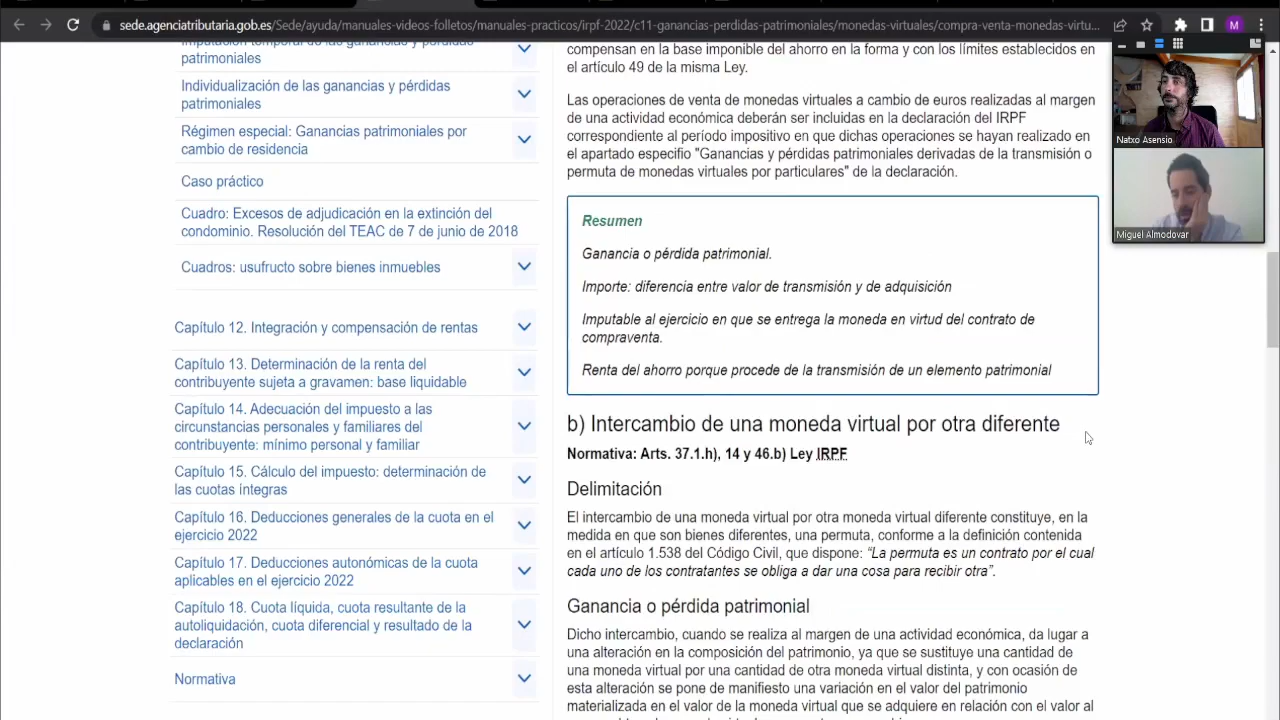 sede.agenciatributaria.gob.es/Sede/ayuda/manuales-videos-folletos/manuales-practicos/irpf-2022/c11-ganancias-perdidas-patrimoniales/monedas-virtuales/compra-venta-monedas-virtu...
M
patrimoniales
Individualización de las ganancias y pérdidas
patrimoniales
Régimen especial: Ganancias patrimoniales por
cambio de residencia
Caso práctico
Cuadro: Excesos de adjudicación en la extinción del
condominio. Resolución del TEAC de 7 de junio de 2018
Cuadros: usufructo sobre bienes inmuebles
Capítulo 12. Integración y compensación de rentas
Capítulo 13. Determinación de la renta del
contribuyente sujeta a gravamen: base liquidable
Capítulo 14. Adecuación del impuesto a las
circunstancias personales y familiares del
contribuyente: mínimo personal y familiar
Capítulo 15. Cálculo del impuesto: determinación de
las cuotas íntegras
Capítulo 16. Deducciones generales de la cuota en el
ejercicio 2022
Capítulo 17. Deducciones autonómicas de la cuota
aplicables en el ejercicio 2022
Capítulo 18. Cuota líquida, cuota resultante de la
autoliquidación, cuota diferencial y resultado de la
declaración
Normativa
compensan en la base imponible del ahorro en la forma y con los límites establecidos en
el artículo 49 de la misma Ley.
Las operaciones de venta de monedas virtuales a cambio de euros realizadas al margen
de una actividad económica deberán ser incluidas en la declaración del IRPF
correspondiente al período impositivo en que dichas operaciones se hayan realizado en
el apartado especifio "Ganancias y pérdidas patrimoniales derivadas de la transmisión o
permuta de monedas virtuales por particulares" de la declaración.
Resumen
Ganancia o pérdida patrimonial.
Importe: diferencia entre valor de transmisión y de adquisición
Imputable al ejercicio en que se entrega la moneda en virtud del contrato de
compraventa.
Renta del ahorro porque procede de la transmisión de un elemento patrimonial
b) Intercambio de una moneda virtual por otra diferente
Normativa: Arts. 37.1.h), 14 y 46.b) Ley IRPF
Delimitación
El intercambio de una moneda virtual por otra moneda virtual diferente constituye, en la
medida en que son bienes diferentes, una permuta, conforme a la definición contenida
en el artículo 1.538 del Código Civil, que dispone: “La permuta es un contrato por el cual
cada uno de los contratantes se obliga a dar una cosa para recibir otra”.
Ganancia o pérdida patrimonial
Dicho intercambio, cuando se realiza al margen de una actividad económica, da lugar a
una alteración en la composición del patrimonio, ya que se sustituye una cantidad de
una moneda virtual por una cantidad de otra moneda virtual distinta, y con ocasión de
esta alteración se pone de manifiesto una variación en el valor del patrimonio
materializada en el valor de la moneda virtual que se adquiere en relación con el valor al
Natxo Asensio
Miguel Almodovar